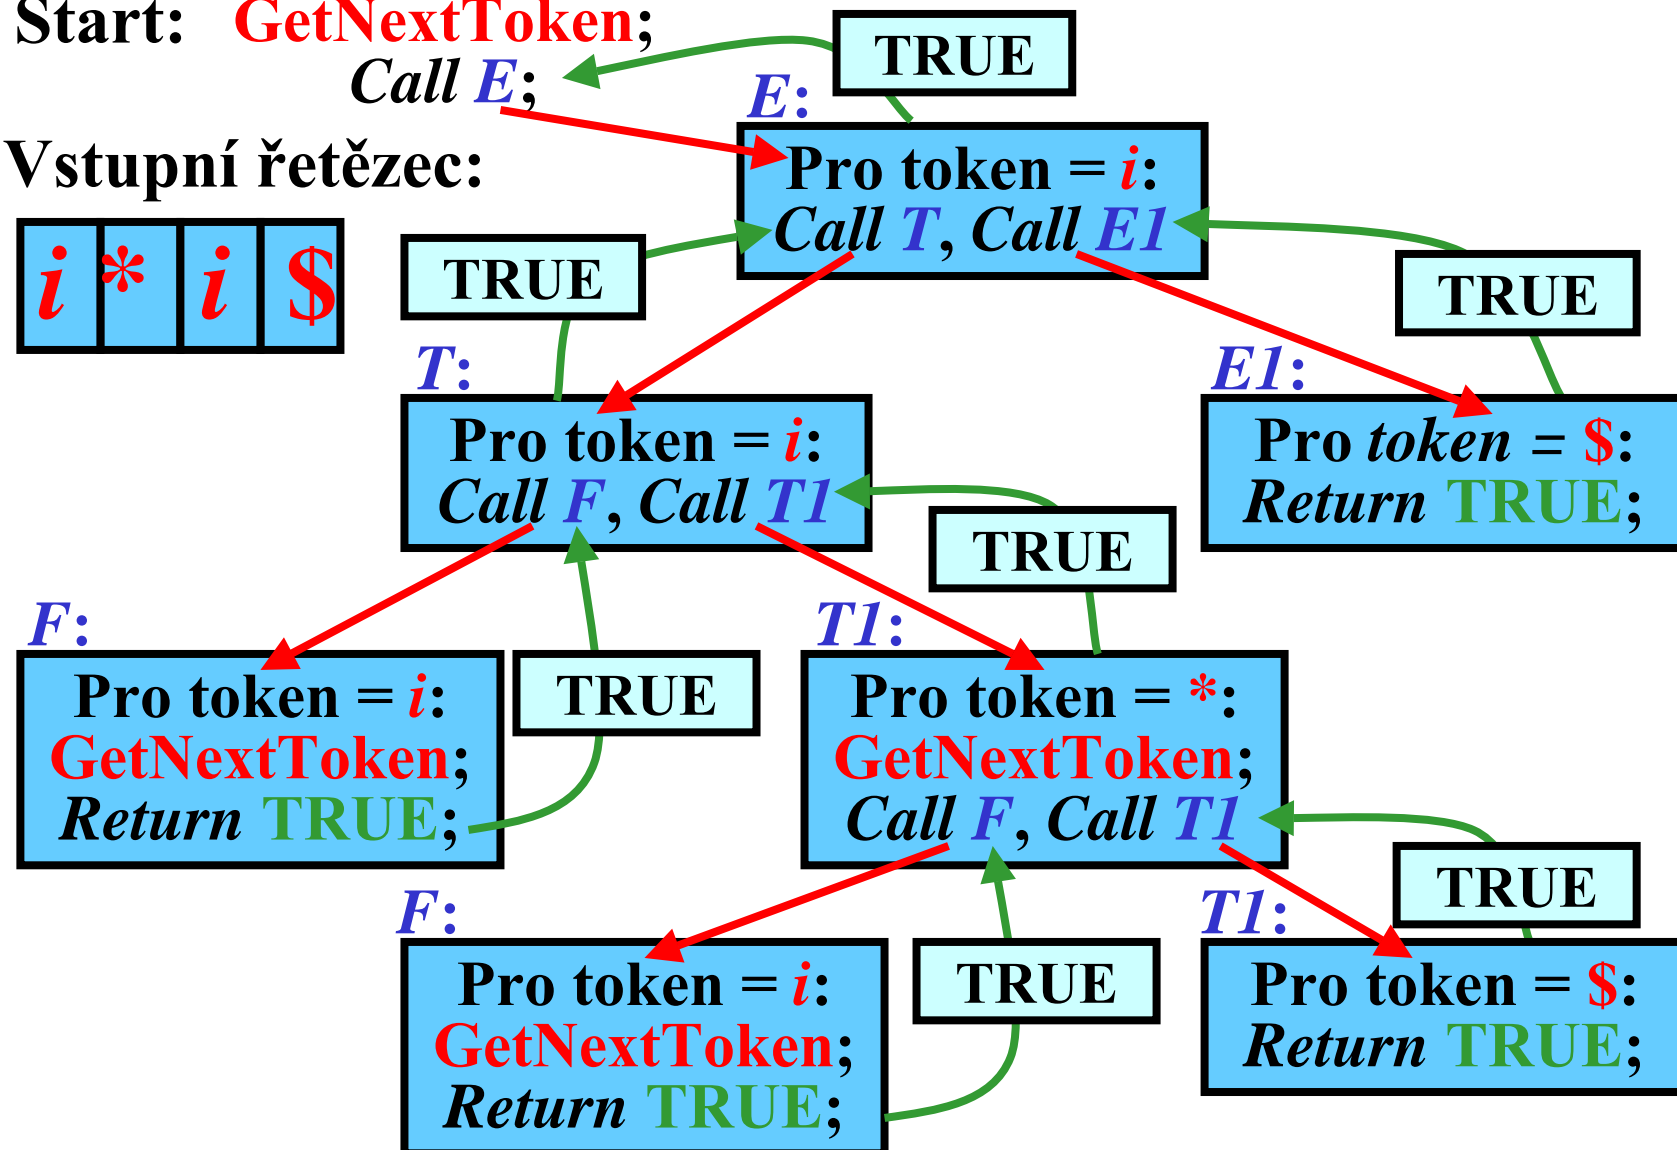 Start: GetNextToken;
Call E;
TRUE
E:
Vstupní řetězec:
i * i $
Pro token = i:
Call T, Call E1
TRUE
TRUE
T:
Pro token = i:
Call F, Call T1
E1:
Pro token = $:
Return TRUE;
TRUE
F:
Pro token = i:
GetNextToken;
Return TRUE;
TRUE
T1:
Pro token = *:
GetNextToken;
Call F, Call T1
TRUE
F:
Pro token = i:
GetNextToken;
Return TRUE;
TRUE
T1:
Pro token = $:
Return TRUE;